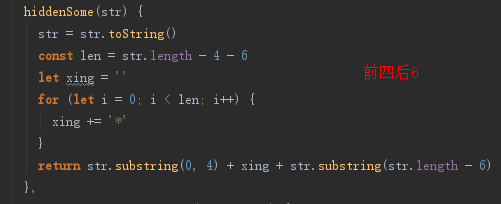 hiddenSome(str) {
str = str.toString()
const len = str.length - 4 - 6
let xing = ''
for (let i = 0; i < len; i++) {
xing += '*'
}
return str.substring(0, 4) + xing + str.substring(str.length - 6)
},
前四后6